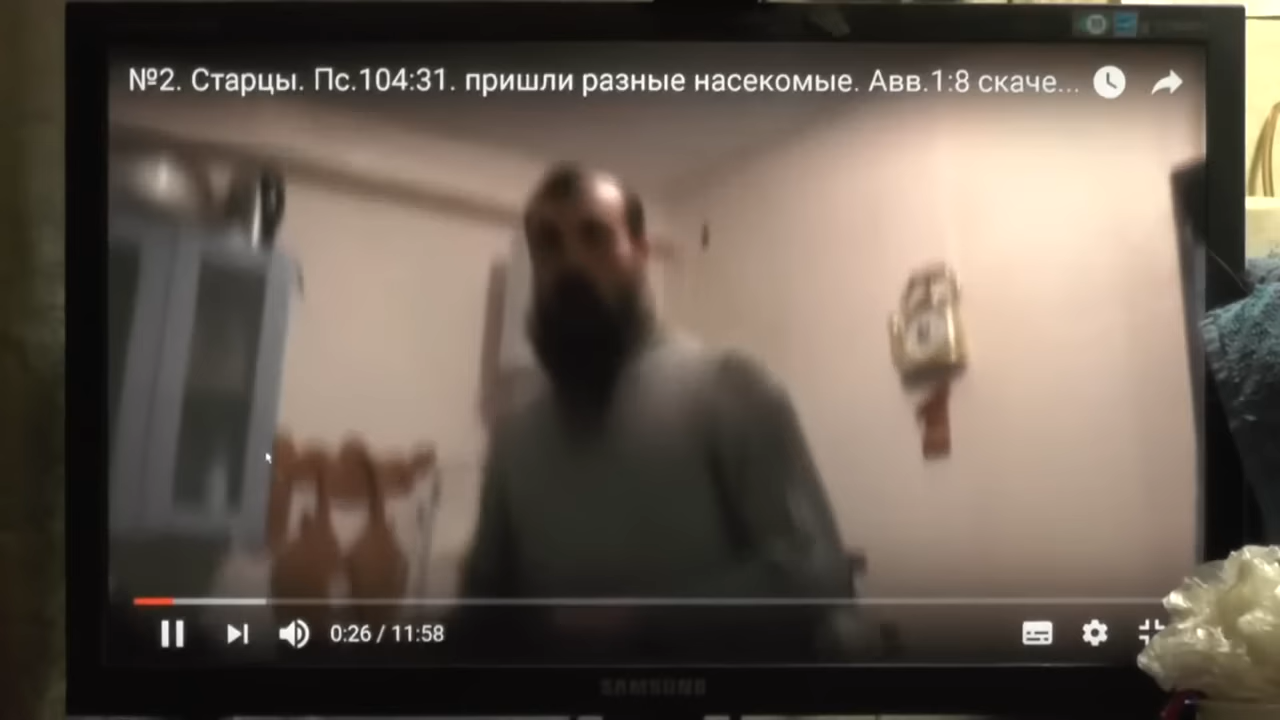 №2. Старцы. Пс.104:31. пришли разные насекомые. Авв.1:8 скаче...
0:26 / 11:58
SAMSUNG